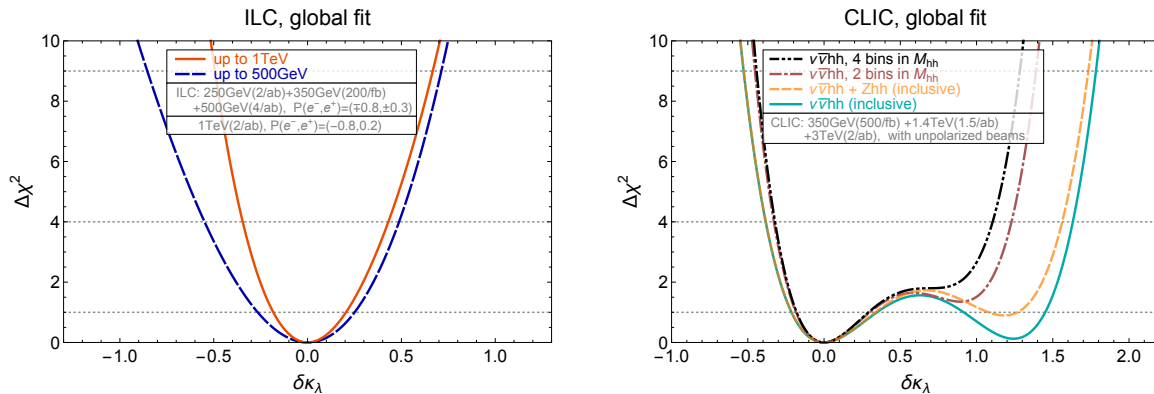 ILC, global fit
10
8
6
4
2
0
Δχ²
up to 1TeV
up to 500GeV
ILC: 250GeV(2/ab)+350GeV(200/fb)
+500GeV(4/ab), P(e⁻,e⁺)=(∓0.8,±0.3)
1TeV(2/ab), P(e⁻,e⁺)=(−0.8,0.2)
-1.0 -0.5 0.0 0.5 1.0
δκλ
CLIC, global fit
10
8
6
4
2
0
Δχ²
νν̄hh, 4 bins in Mhh
νν̄hh, 2 bins in Mhh
νν̄hh + Zhh (inclusive)
νν̄hh (inclusive)
CLIC: 350GeV(500/fb) +1.4TeV(1.5/ab)
+3TeV(2/ab), with unpolarized beams
-1.0 -0.5 0.0 0.5 1.0 1.5 2.0
δκλ